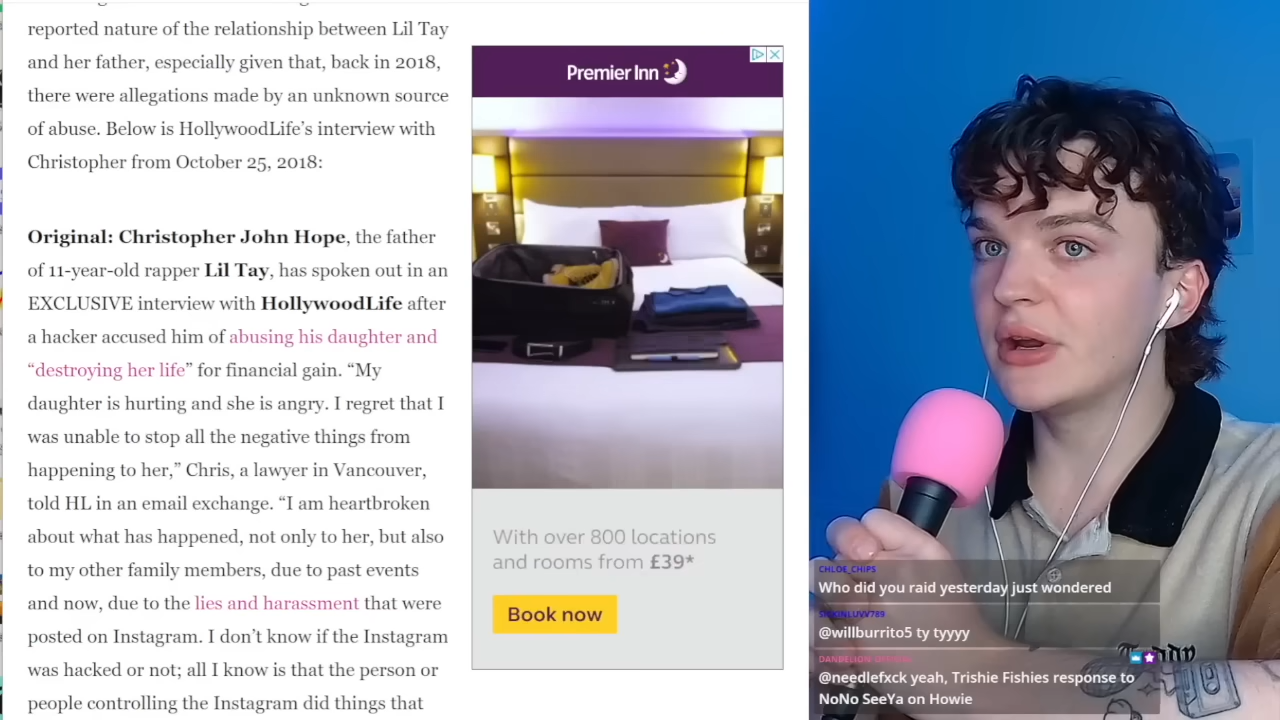 reported nature of the relationship between Lil Tay
and her father, especially given that, back in 2018,
there were allegations made by an unknown source
of abuse. Below is HollywoodLife’s interview with
Christopher from October 25, 2018:
Original: Christopher John Hope, the father
of 11-year-old rapper Lil Tay, has spoken out in an
EXCLUSIVE interview with HollywoodLife after
a hacker accused him of abusing his daughter and
“destroying her life” for financial gain. “My
daughter is hurting and she is angry. I regret that I
was unable to stop all the negative things from
happening to her,” Chris, a lawyer in Vancouver,
told HL in an email exchange. “I am heartbroken
about what has happened, not only to her, but also
to my other family members, due to past events
and now, due to the lies and harassment that were
posted on Instagram. I don’t know if the Instagram
was hacked or not; all I know is that the person or
people controlling the Instagram did things that
Premier Inn
With over 800 locations
and rooms from £39*
Book now
CHLOE_CHIPS
Who did you raid yesterday just wondered
@willburrito5 ty tyyyy
@needlefxck yeah, Trishie Fishies response to
NoNo SeeYa on Howie